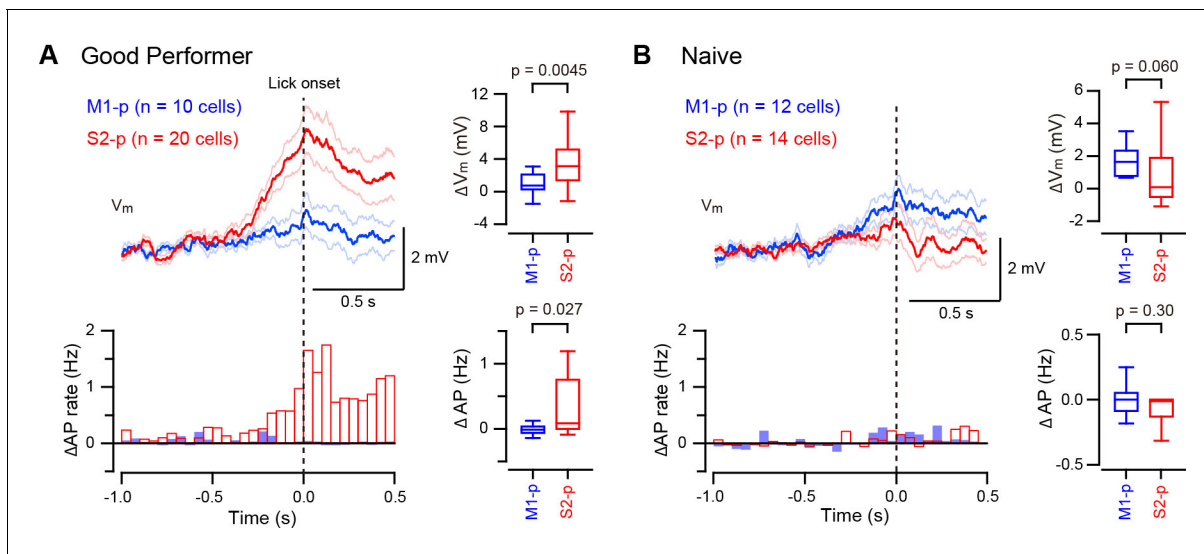 A Good Performer
Lick onset
M1-p (n = 10 cells)
S2-p (n = 20 cells)
Vm
2 mV
0.5 s
p = 0.0045
ΔVm (mV)
12
8
4
0
-4
M1-p
S2-p
ΔAP rate (Hz)
2
1
0
-1.0 -0.5 0.0 0.5
Time (s)
p = 0.027
Δ AP (Hz)
1
0
M1-p
S2-p
B Naive
M1-p (n = 12 cells)
S2-p (n = 14 cells)
Vm
2 mV
0.5 s
p = 0.060
ΔVm (mV)
6
4
2
0
-2
M1-p
S2-p
ΔAP rate (Hz)
2
1
0
-1.0 -0.5 0.0 0.5
Time (s)
p = 0.30
Δ AP (Hz)
0.5
0.0
-0.5
M1-p
S2-p